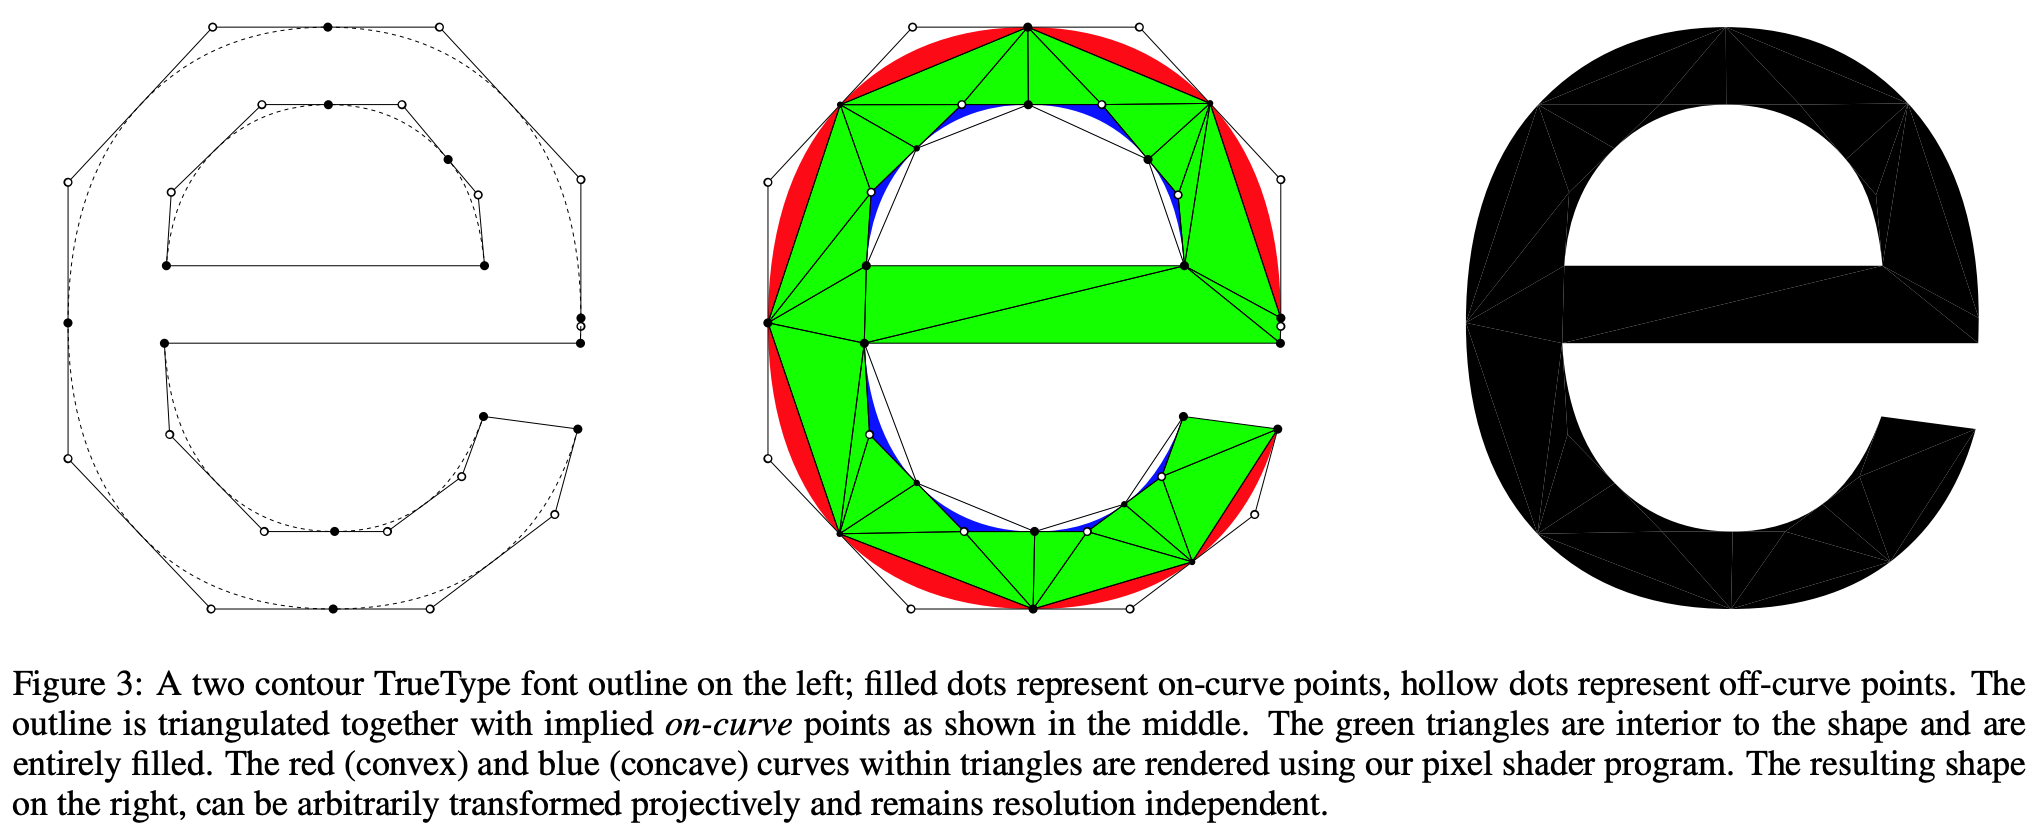 Figure 3: A two contour TrueType font outline on the left; filled dots represent on-curve points, hollow dots represent off-curve points. The
outline is triangulated together with implied on-curve points as shown in the middle. The green triangles are interior to the shape and are
entirely filled. The red (convex) and blue (concave) curves within triangles are rendered using our pixel shader program. The resulting shape
on the right, can be arbitrarily transformed projectively and remains resolution independent.